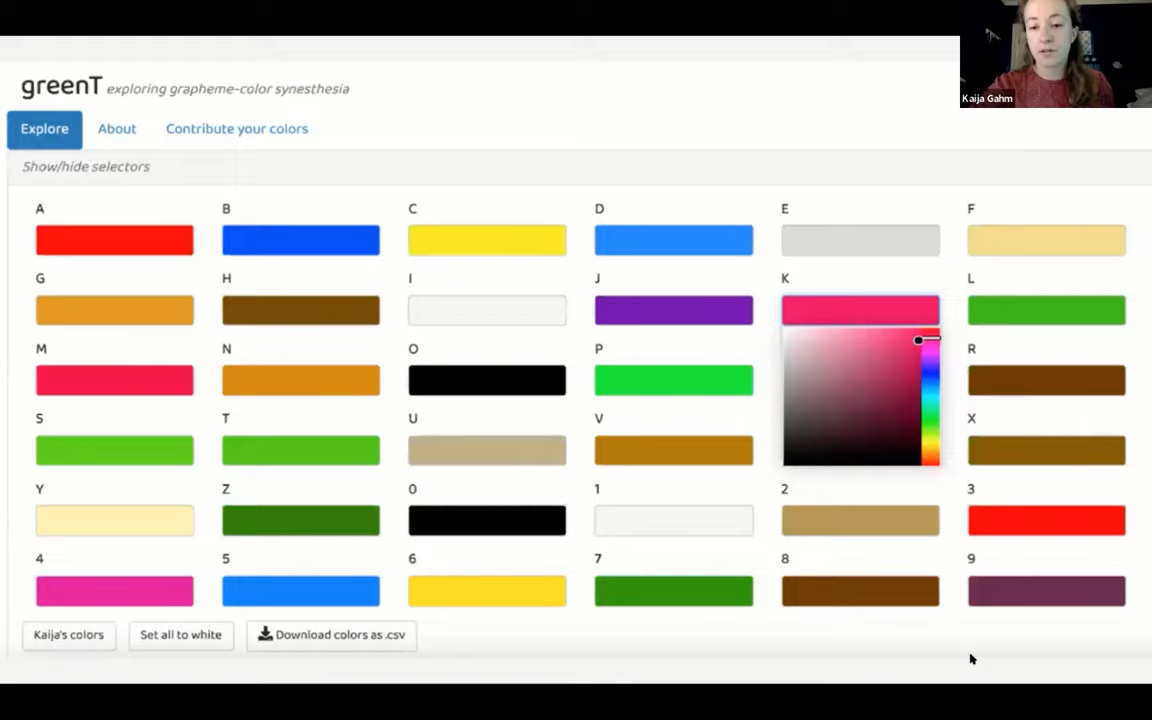 greenT exploring grapheme-color synesthesia
Kaija Gahm
Explore About Contribute your colors
Show/hide selectors
A B C D E F
G H I J K L
M N O P R
S T U V X
Y Z 0 1 2 3
4 5 6 7 8 9
Kaija's colors Set all to white Download colors as .csv